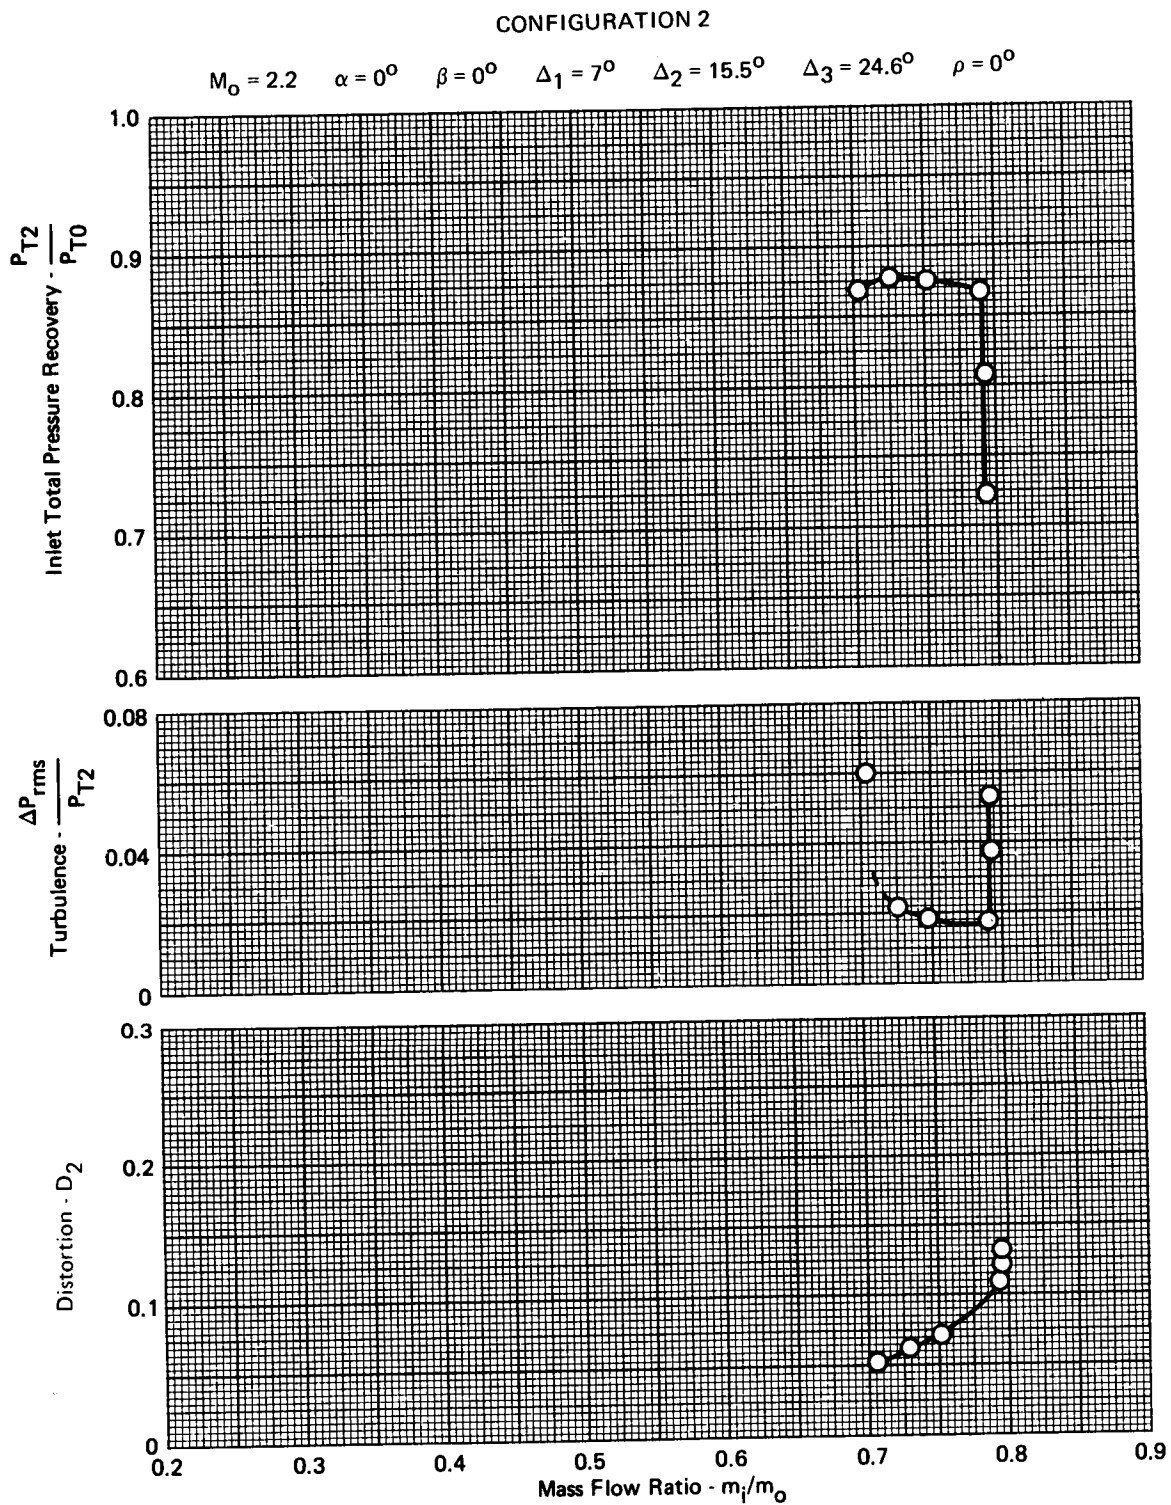 CONFIGURATION 2
M₀ = 2.2 α = 0° β = 0° Δ₁ = 7° Δ₂ = 15.5° Δ₃ = 24.6° ρ = 0°
Inlet Total Pressure Recovery - P_T2 / P_T0
1.0
0.9
0.8
0.7
0.6
Turbulence - ΔP_rms / P_T2
0.08
0.04
0
Distortion - D₂
0.3
0.2
0.1
0
0.2 0.3 0.4 0.5 0.6 0.7 0.8 0.9
Mass Flow Ratio - mᵢ/m₀